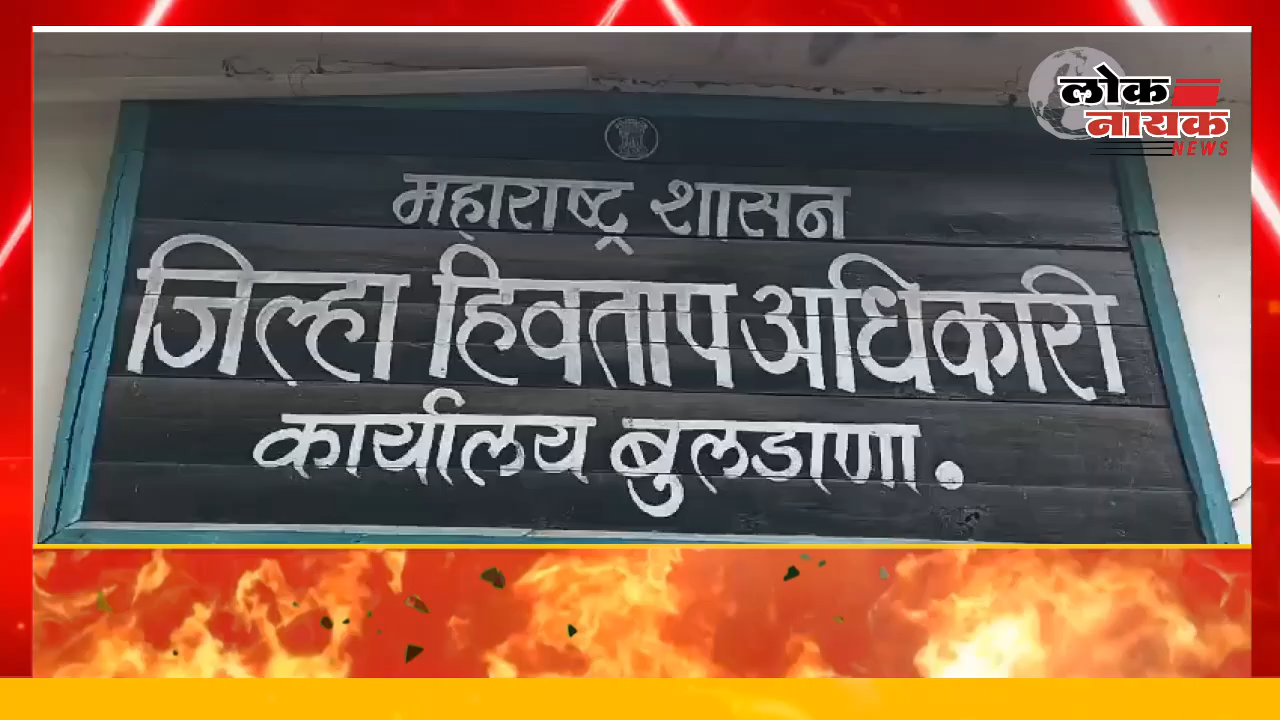 लोक
नायक
NEWS
महाराष्ट्र शासन
जिल्हा हिवताप अधिकारी
कार्यालय बुलडाणा.